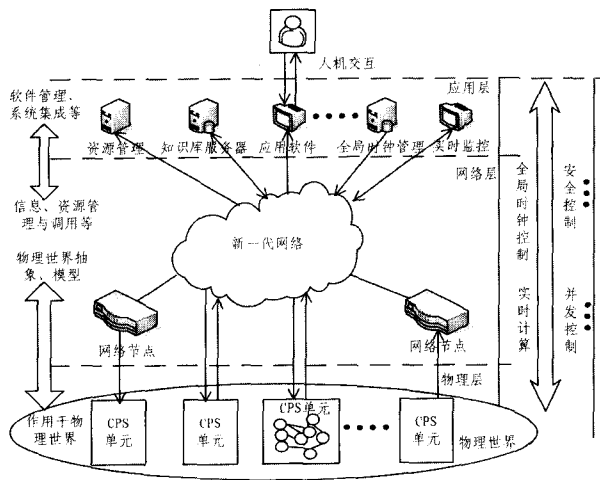 人机交互
软件管理、
系统集成等
应用层
资源管理
知识库服务器
应用软件
全局时钟管理
实时监控
网络层
信息、资源管
理与调用等
新一代网络
物理世界抽
象、模型
网络节点
网络节点
全局时钟控制
实时计算
安全控制
并发控制
物理层
作用于物
理世界
CPS
单元
CPS
单元
CPS单元
CPS
单元
物理世界